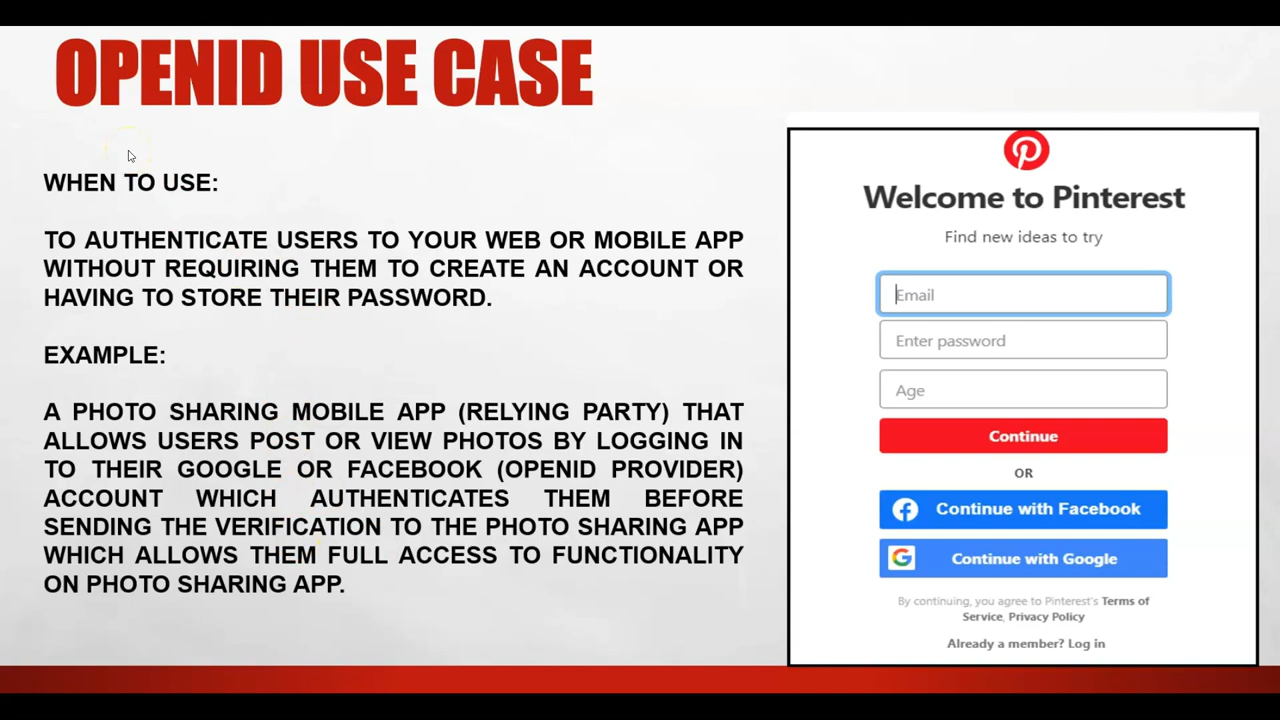 OPENID USE CASE
WHEN TO USE:
TO AUTHENTICATE USERS TO YOUR WEB OR MOBILE APP
WITHOUT REQUIRING THEM TO CREATE AN ACCOUNT OR
HAVING TO STORE THEIR PASSWORD.
EXAMPLE:
A PHOTO SHARING MOBILE APP (RELYING PARTY) THAT
ALLOWS USERS POST OR VIEW PHOTOS BY LOGGING IN
TO THEIR GOOGLE OR FACEBOOK (OPENID PROVIDER)
ACCOUNT WHICH AUTHENTICATES THEM BEFORE
SENDING THE VERIFICATION TO THE PHOTO SHARING APP
WHICH ALLOWS THEM FULL ACCESS TO FUNCTIONALITY
ON PHOTO SHARING APP.
Welcome to Pinterest
Find new ideas to try
Email
Enter password
Age
Continue
OR
Continue with Facebook
Continue with Google
By continuing, you agree to Pinterest's Terms of
Service, Privacy Policy
Already a member? Log in